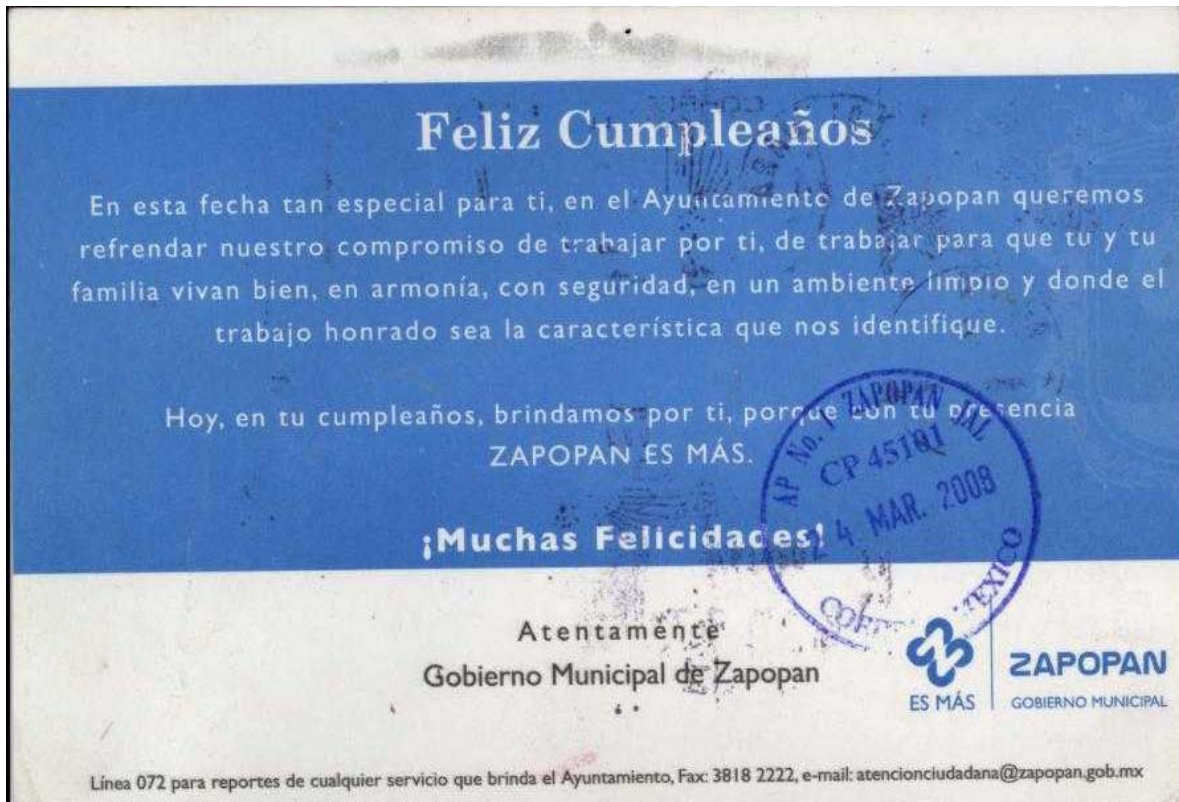 Feliz Cumpleaños
En esta fecha tan especial para ti, en el Ayuntamiento de Zapopan queremos
refrendar nuestro compromiso de trabajar por ti, de trabajar para que tu y tu
familia vivan bien, en armonía, con seguridad, en un ambiente limpio y donde el
trabajo honrado sea la característica que nos identifique.
Hoy, en tu cumpleaños, brindamos por ti, porque con tu presencia
ZAPOPAN ES MÁS.
¡Muchas Felicidades!
AP No. 1 ZAPOPAN JAL
CP 45101
24 MAR. 2008
Atentamente
Gobierno Municipal de Zapopan
ES MÁS
ZAPOPAN
GOBIERNO MUNICIPAL
Línea 072 para reportes de cualquier servicio que brinda el Ayuntamiento, Fax: 3818 2222, e-mail: atencionciudadana@zapopan.gob.mx